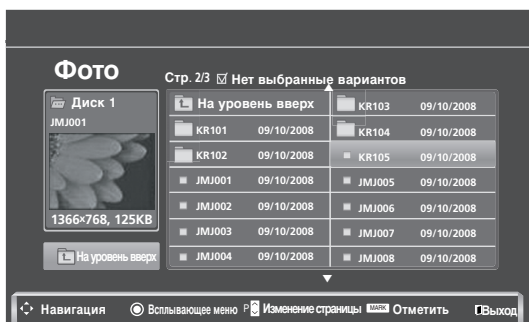 Фото
Стр. 2/3 ☑ Нет выбранные вариантов
Диск 1
JMJ001
1366×768, 125KB
На уровень вверх
На уровень вверх
KR101 09/10/2008
KR102 09/10/2008
JMJ001 09/10/2008
JMJ002 09/10/2008
JMJ003 09/10/2008
JMJ004 09/10/2008
KR103 09/10/2008
KR104 09/10/2008
KR105 09/10/2008
JMJ005 09/10/2008
JMJ006 09/10/2008
JMJ007 09/10/2008
JMJ008 09/10/2008
Навигация Всплывающее меню P Изменение страницы MARK Отметить Выход